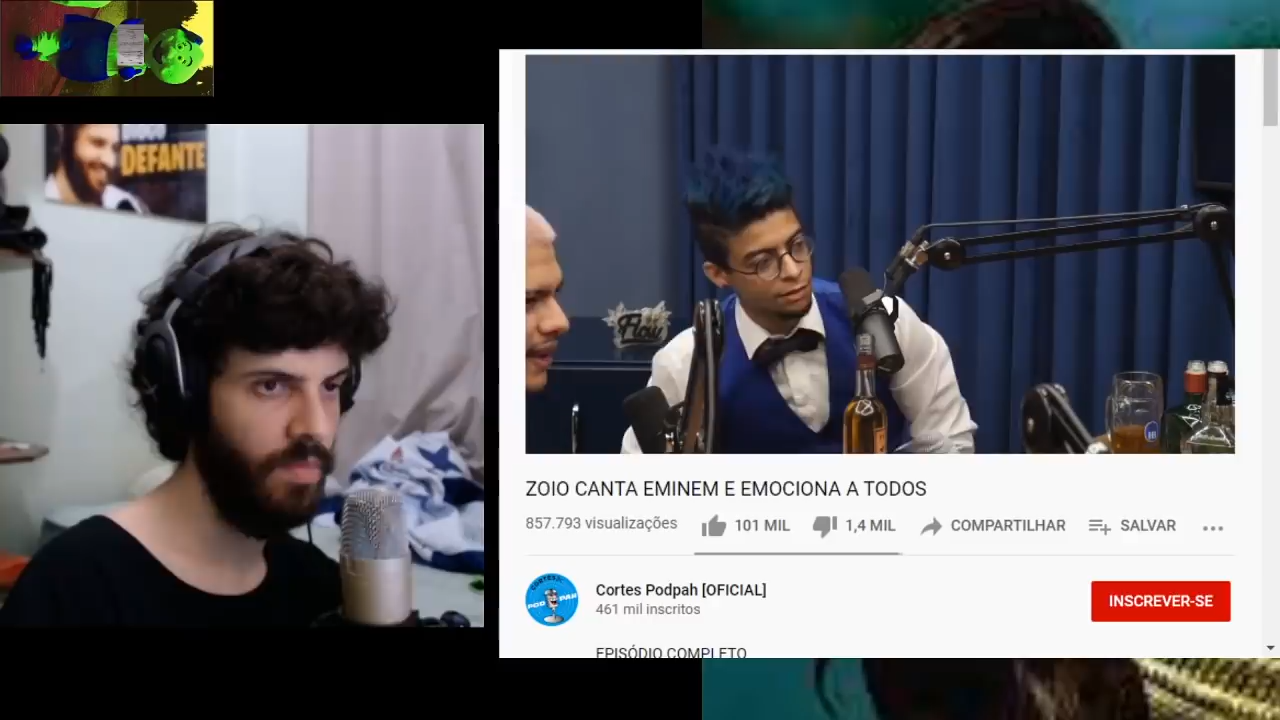 DEFANTE
Flow
ZOIO CANTA EMINEM E EMOCIONA A TODOS
857.793 visualizações
101 MIL
1,4 MIL
COMPARTILHAR
SALVAR
Cortes Podpah [OFICIAL]
461 mil inscritos
INSCREVER-SE
EPISÓDIO COMPLETO